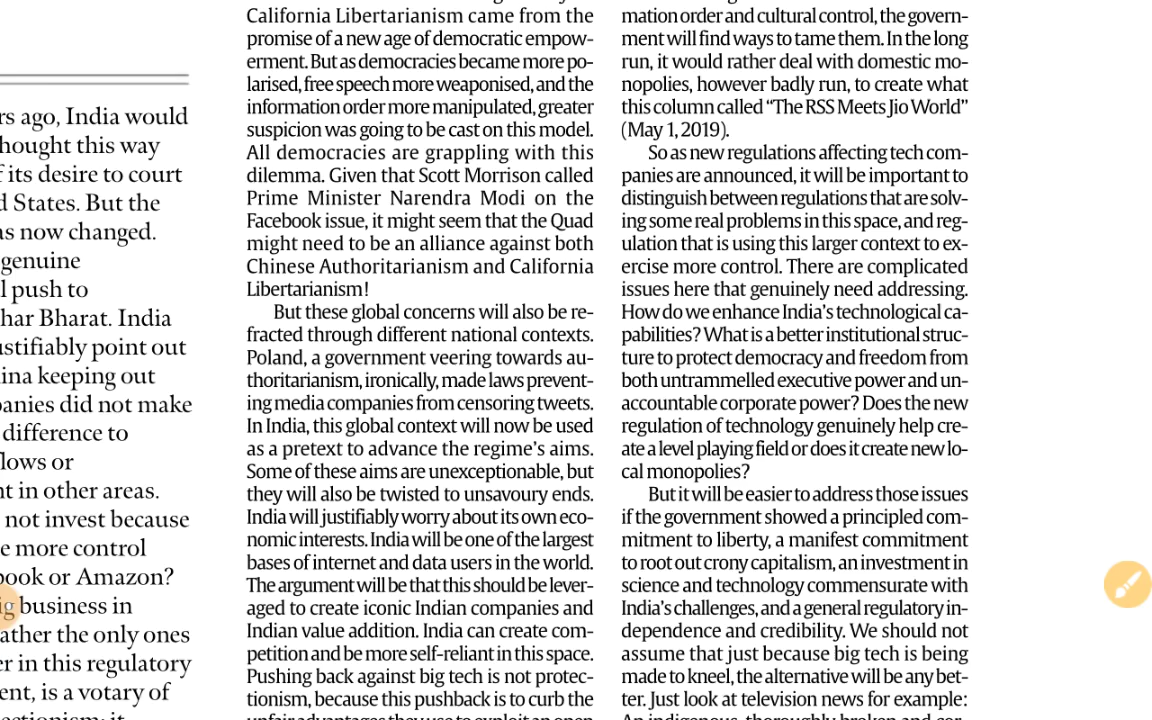 rs ago, India would
hought this way
f its desire to court
d States. But the
as now changed.
genuine
l push to
har Bharat. India
ustifiably point out
ina keeping out
panies did not make
difference to
lows or
nt in other areas.
not invest because
e more control
book or Amazon?
ig business in
ather the only ones
er in this regulatory
ent, is a votary of
ectionism; it
California Libertarianism came from the
promise of a new age of democratic empow-
erment. But as democracies became more po-
larised, free speech more weaponised, and the
information order more manipulated, greater
suspicion was going to be cast on this model.
All democracies are grappling with this
dilemma. Given that Scott Morrison called
Prime Minister Narendra Modi on the
Facebook issue, it might seem that the Quad
might need to be an alliance against both
Chinese Authoritarianism and California
Libertarianism!
But these global concerns will also be re-
fracted through different national contexts.
Poland, a government veering towards au-
thoritarianism, ironically, made laws prevent-
ing media companies from censoring tweets.
In India, this global context will now be used
as a pretext to advance the regime's aims.
Some of these aims are unexceptionable, but
they will also be twisted to unsavoury ends.
India will justifiably worry about its own eco-
nomic interests. India will be one of the largest
bases of internet and data users in the world.
The argument will be that this should be lever-
aged to create iconic Indian companies and
Indian value addition. India can create com-
petition and be more self-reliant in this space.
Pushing back against big tech is not protec-
tionism, because this pushback is to curb the
unfair advantages they use to exploit an open
mation order and cultural control, the govern-
ment will find ways to tame them. In the long
run, it would rather deal with domestic mo-
nopolies, however badly run, to create what
this column called "The RSS Meets Jio World"
(May 1, 2019).
So as new regulations affecting tech com-
panies are announced, it will be important to
distinguish between regulations that are solv-
ing some real problems in this space, and reg-
ulation that is using this larger context to ex-
ercise more control. There are complicated
issues here that genuinely need addressing.
How do we enhance India's technological ca-
pabilities? What is a better institutional struc-
ture to protect democracy and freedom from
both untrammelled executive power and un-
accountable corporate power? Does the new
regulation of technology genuinely help cre-
ate a level playing field or does it create new lo-
cal monopolies?
But it will be easier to address those issues
if the government showed a principled com-
mitment to liberty, a manifest commitment
to root out crony capitalism, an investment in
science and technology commensurate with
India's challenges, and a general regulatory in-
dependence and credibility. We should not
assume that just because big tech is being
made to kneel, the alternative will be any bet-
ter. Just look at television news for example:
An indigenous, thoroughly broken and cor-